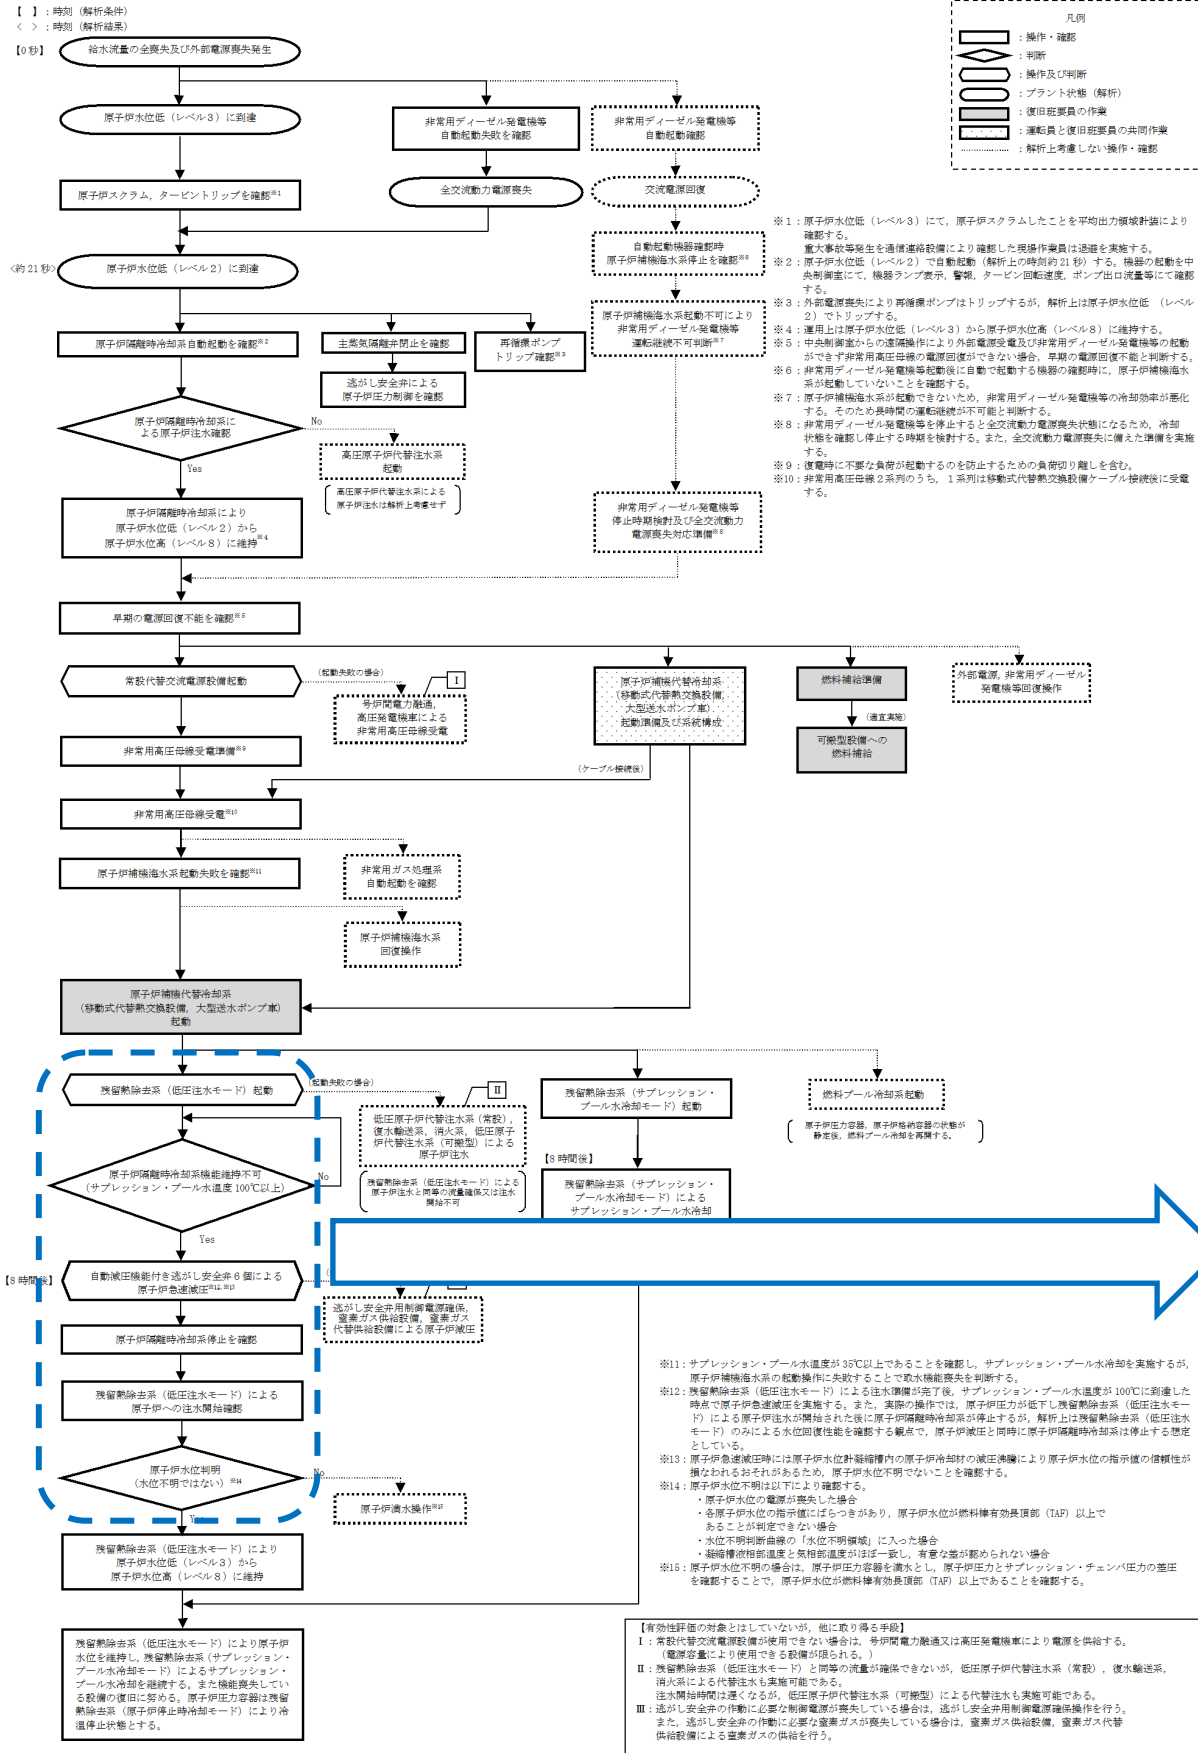 【　】：時刻（解析条件）
＜　＞：時刻（解析結果）
【0秒】
給水流量の全喪失及び外部電源喪失発生
凡例
：操作・確認
：判断
：操作及び判断
：プラント状態（解析）
：復旧班要員の作業
：運転員と復旧班要員の共同作業
：解析上考慮しない操作・確認
原子炉水位低（レベル３）に到達
非常用ディーゼル発電機等
自動起動失敗を確認
非常用ディーゼル発電機等
自動起動確認
原子炉スクラム，タービントリップを確認※1
全交流動力電源喪失
交流電源回復
自動起動機器確認時
原子炉補機海水系停止を確認※6
＜約21秒＞
原子炉水位低（レベル２）に到達
原子炉補機海水系起動不可により
非常用ディーゼル発電機等
運転継続不可判断※7
原子炉隔離時冷却系自動起動を確認※2
主蒸気隔離弁閉止を確認
再循環ポンプ
トリップ確認※3
逃がし安全弁による
原子炉圧力制御を確認
原子炉隔離時冷却系に
よる原子炉注水確認
No
Yes
高圧原子炉代替注水系
起動
高圧原子炉代替注水系による
原子炉注水は解析上考慮せず
原子炉隔離時冷却系により
原子炉水位低（レベル２）から
原子炉水位高（レベル８）に維持※4
非常用ディーゼル発電機等
停止時期検討及び全交流動力
電源喪失対応準備※8
※１：原子炉水位低（レベル３）にて，原子炉スクラムしたことを平均出力領域計装により
確認する。
重大事故等発生を通信連絡設備により確認した現場作業員は退避を実施する。
※２：原子炉水位低（レベル２）で自動起動（解析上の時刻約21秒）する。機器の起動を中
央制御室にて，機器ランプ表示，警報，タービン回転速度，ポンプ出口流量等にて確認
する。
※３：外部電源喪失により再循環ポンプはトリップするが，解析上は原子炉水位低　（レベル
２）でトリップする。
※４：運用上は原子炉水位低（レベル３）から原子炉水位高（レベル８）に維持する。
※５：中央制御室からの遠隔操作により外部電源受電及び非常用ディーゼル発電機等の起動
ができず非常用高圧母線の電源回復ができない場合，早期の電源回復不能と判断する。
※６：非常用ディーゼル発電機等起動後に自動で起動する機器の確認時に，原子炉補機海水
系が起動していないことを確認する。
※７：原子炉補機海水系が起動できないため，非常用ディーゼル発電機等の冷却効率が悪化
する。そのため長時間の運転継続が不可能と判断する。
※８：非常用ディーゼル発電機等を停止すると全交流動力電源喪失状態になるため，冷却
状態を確認し停止する時期を検討する。また，全交流動力電源喪失に備えた準備を実施
する。
※９：復電時に不要な負荷が起動するのを防止するための負荷切り離しを含む。
※10：非常用高圧母線２系列のうち，１系列は移動式代替熱交換設備ケーブル接続後に受電
する。
早期の電源回復不能を確認※5
常設代替交流電源設備起動
（起動失敗の場合）
Ⅰ
号炉間電力融通，
高圧発電機車による
非常用高圧母線受電
原子炉補機代替冷却系
（移動式代替熱交換設備，
大型送水ポンプ車）
起動準備及び系統構成
燃料補給準備
（適宜実施）
可搬型設備への
燃料補給
外部電源，非常用ディーゼル
発電機等回復操作
非常用高圧母線受電準備※9
（ケーブル接続後）
非常用高圧母線受電※10
原子炉補機海水系起動失敗を確認※11
非常用ガス処理系
自動起動を確認
原子炉補機海水系
回復操作
原子炉補機代替冷却系
（移動式代替熱交換設備，大型送水ポンプ車）
起動
残留熱除去系（低圧注水モード）起動
（起動失敗の場合）
Ⅱ
低圧原子炉代替注水系（常設），
復水輸送系，消火系，低圧原子
炉代替注水系（可搬型）による
原子炉注水
残留熱除去系（低圧注水モード）による
原子炉注水と同等の流量確保又は注水
開始不可
残留熱除去系（サプレッション・
プール水冷却モード）起動
燃料プール冷却系起動
原子炉圧力容器，原子炉格納容器の状態が
静定後，燃料プール冷却を再開する。
原子炉隔離時冷却系機能維持不可
（サプレッション・プール水温度100℃以上）
No
Yes
【8時間後】
残留熱除去系（サプレッション・
プール水冷却モード）による
サプレッション・プール水冷却
【8時間後】
自動減圧機能付き逃がし安全弁６個による
原子炉急速減圧※12，※13
逃がし安全弁用制御電源確保，
窒素ガス供給設備，窒素ガス
代替供給設備による原子炉減圧
原子炉隔離時冷却系停止を確認
残留熱除去系（低圧注水モード）による
原子炉への注水開始確認
原子炉水位判明
（水位不明ではない）※14
No
Yes
原子炉満水操作※15
残留熱除去系（低圧注水モード）により
原子炉水位低（レベル３）から
原子炉水位高（レベル８）に維持
残留熱除去系（低圧注水モード）により原子炉
水位を維持し，残留熱除去系（サプレッション・
プール水冷却モード）によるサプレッション・
プール水冷却を継続する。また機能喪失してい
る設備の復旧に努める。原子炉圧力容器は残留
熱除去系（原子炉停止時冷却モード）により冷
温停止状態とする。
※11：サプレッション・プール水温度が35℃以上であることを確認し，サプレッション・プール水冷却を実施するが，
原子炉補機海水系の起動操作に失敗することで取水機能喪失を判断する。
※12：残留熱除去系（低圧注水モード）による注水準備が完了後，サプレッション・プール水温度が100℃に到達した
時点で原子炉急速減圧を実施する。また，実際の操作では，原子炉圧力が低下し残留熱除去系（低圧注水モー
ド）による原子炉注水が開始された後に原子炉隔離時冷却系が停止するが，解析上は残留熱除去系（低圧注水
モード）のみによる水位回復性能を確認する観点で，原子炉減圧と同時に原子炉隔離時冷却系は停止する想定
としている。
※13：原子炉急速減圧時には原子炉水位計凝縮槽内の原子炉冷却材の減圧沸騰により原子炉水位の指示値の信頼性が
損なわれるおそれがあるため，原子炉水位不明でないことを確認する。
※14：原子炉水位不明は以下により確認する。
・原子炉水位の電源が喪失した場合
・各原子炉水位の指示値にばらつきがあり，原子炉水位が燃料棒有効長頂部（TAF）以上で
あることが判定できない場合
・水位不明判断曲線の「水位不明領域」に入った場合
・凝縮槽液相部温度と気相部温度がほぼ一致し，有意な差が認められない場合
※15：原子炉水位不明の場合は，原子炉圧力容器を満水とし，原子炉圧力とサプレッション・チェンバ圧力の差圧
を確認することで，原子炉水位が燃料棒有効長頂部（TAF）以上であることを確認する。
【有効性評価の対象とはしていないが，他に取り得る手段】
Ⅰ：常設代替交流電源設備が使用できない場合は，号炉間電力融通又は高圧発電機車により電源を供給する。
（電源容量により使用できる設備が限られる。）
Ⅱ：残留熱除去系（低圧注水モード）と同等の流量が確保できないが，低圧原子炉代替注水系（常設），復水輸送系，
消火系による代替注水も実施可能である。
注水開始時間は遅くなるが，低圧原子炉代替注水系（可搬型）による代替注水も実施可能である。
Ⅲ：逃がし安全弁の作動に必要な制御電源が喪失している場合は，逃がし安全弁用制御電源確保操作を行う。
また，逃がし安全弁の作動に必要な窒素ガスが喪失している場合は，窒素ガス供給設備，窒素ガス代替
供給設備による窒素ガスの供給を行う。